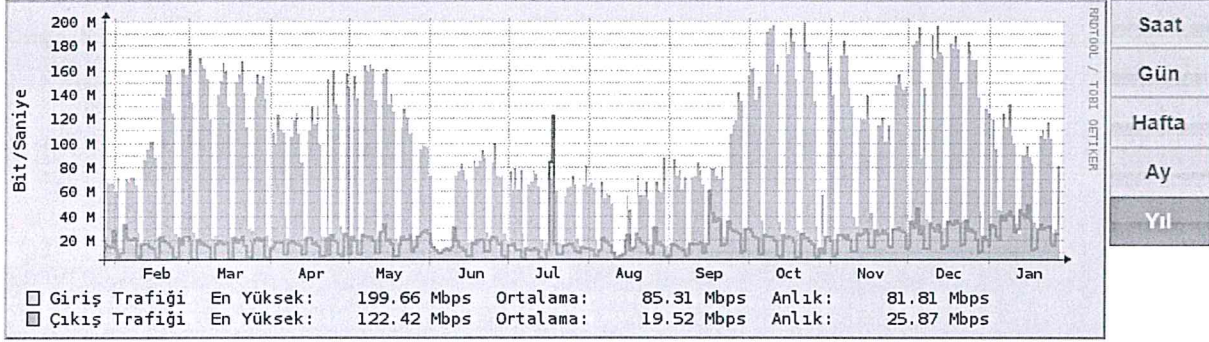 200 M
180 M
160 M
140 M
120 M
100 M
80 M
60 M
40 M
20 M
Bit/Saniye
Feb Mar Apr May Jun Jul Aug Sep Oct Nov Dec Jan
Giriş Trafiği En Yüksek: 199.66 Mbps Ortalama: 85.31 Mbps Anlık: 81.81 Mbps
Çıkış Trafiği En Yüksek: 122.42 Mbps Ortalama: 19.52 Mbps Anlık: 25.87 Mbps
RRDTOOL / TOBI OETIKER
Saat
Gün
Hafta
Ay
Yıl